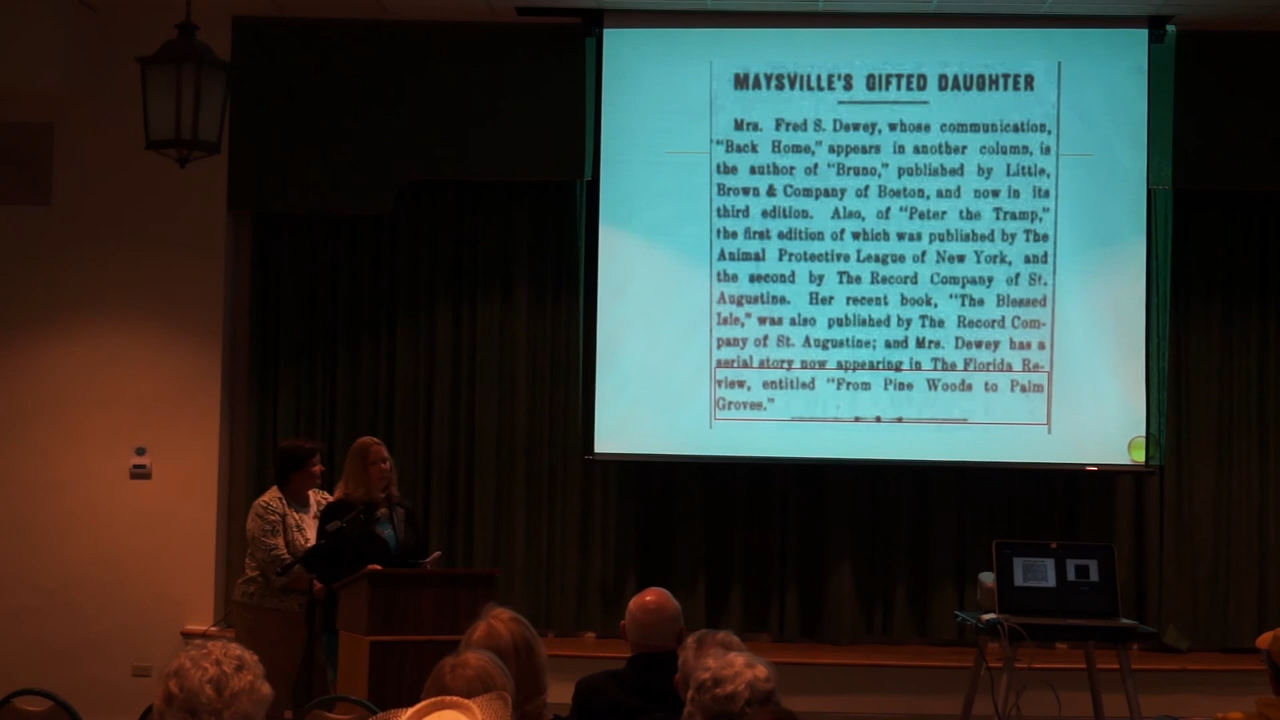 MAYSVILLE'S GIFTED DAUGHTER
Mrs. Fred S. Dewey, whose communication,
"Back Home," appears in another column, is
the author of "Bruno," published by Little,
Brown & Company of Boston, and now in its
third edition. Also, of "Peter the Tramp,"
the first edition of which was published by The
Animal Protective League of New York, and
the second by The Record Company of St.
Augustine. Her recent book, "The Blessed
Isle," was also published by The Record Com-
pany of St. Augustine; and Mrs. Dewey has a
serial story now appearing in The Florida Re-
view, entitled "From Pine Woods to Palm
Groves."